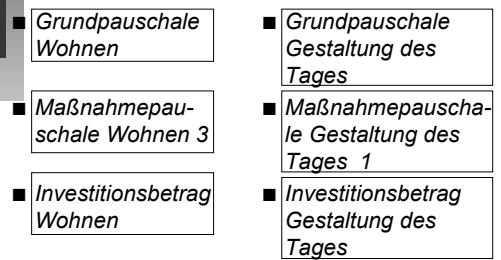 ■ Grundpauschale
Wohnen
■ Maßnahmepau-
schale Wohnen 3
■ Investitionsbetrag
Wohnen
■ Grundpauschale
Gestaltung des
Tages
■ Maßnahmepauscha-
le Gestaltung des
Tages 1
■ Investitionsbetrag
Gestaltung des
Tages